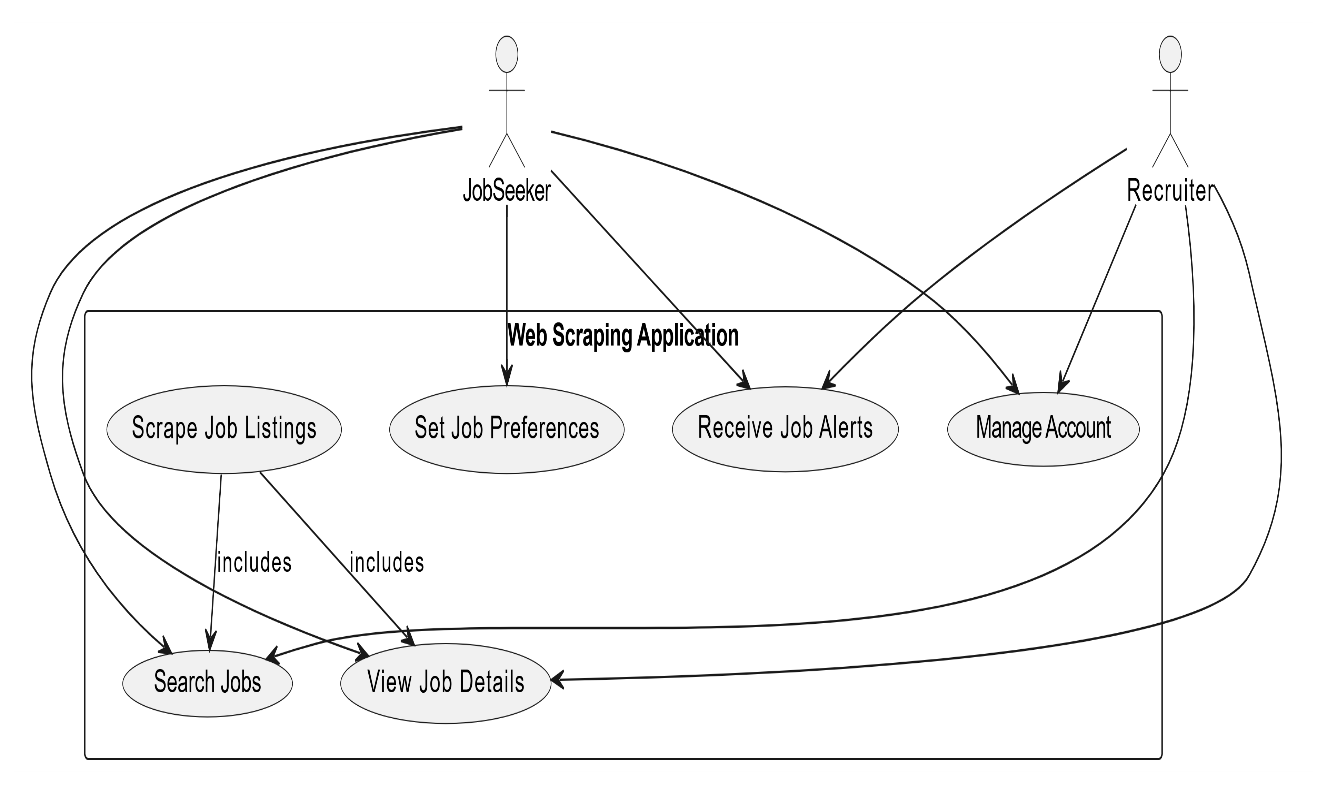 JobSeeker
Recruiter
Web Scraping Application
Scrape Job Listings
Set Job Preferences
Receive Job Alerts
Manage Account
includes
includes
Search Jobs
View Job Details